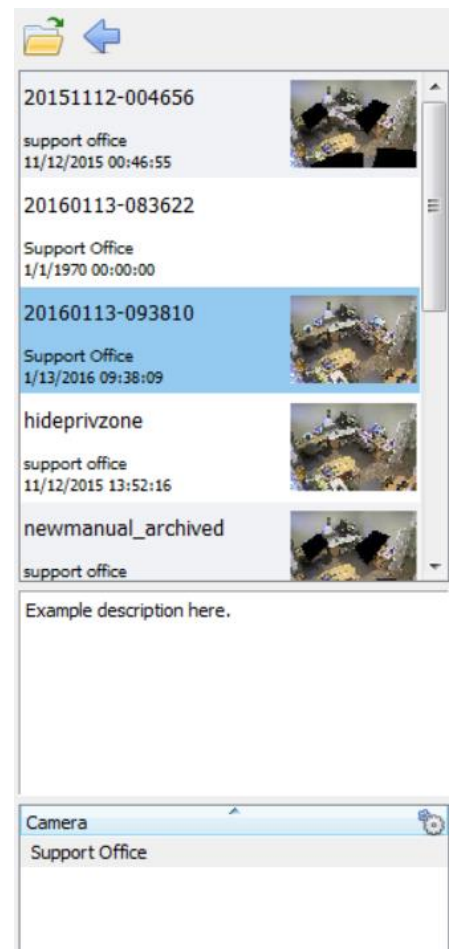 20151112-004656
support office
11/12/2015 00:46:55
20160113-083622
Support Office
1/1/1970 00:00:00
20160113-093810
Support Office
1/13/2016 09:38:09
hideprivzone
support office
11/12/2015 13:52:16
newmanual_archived
support office
Example description here.
Camera
Support Office